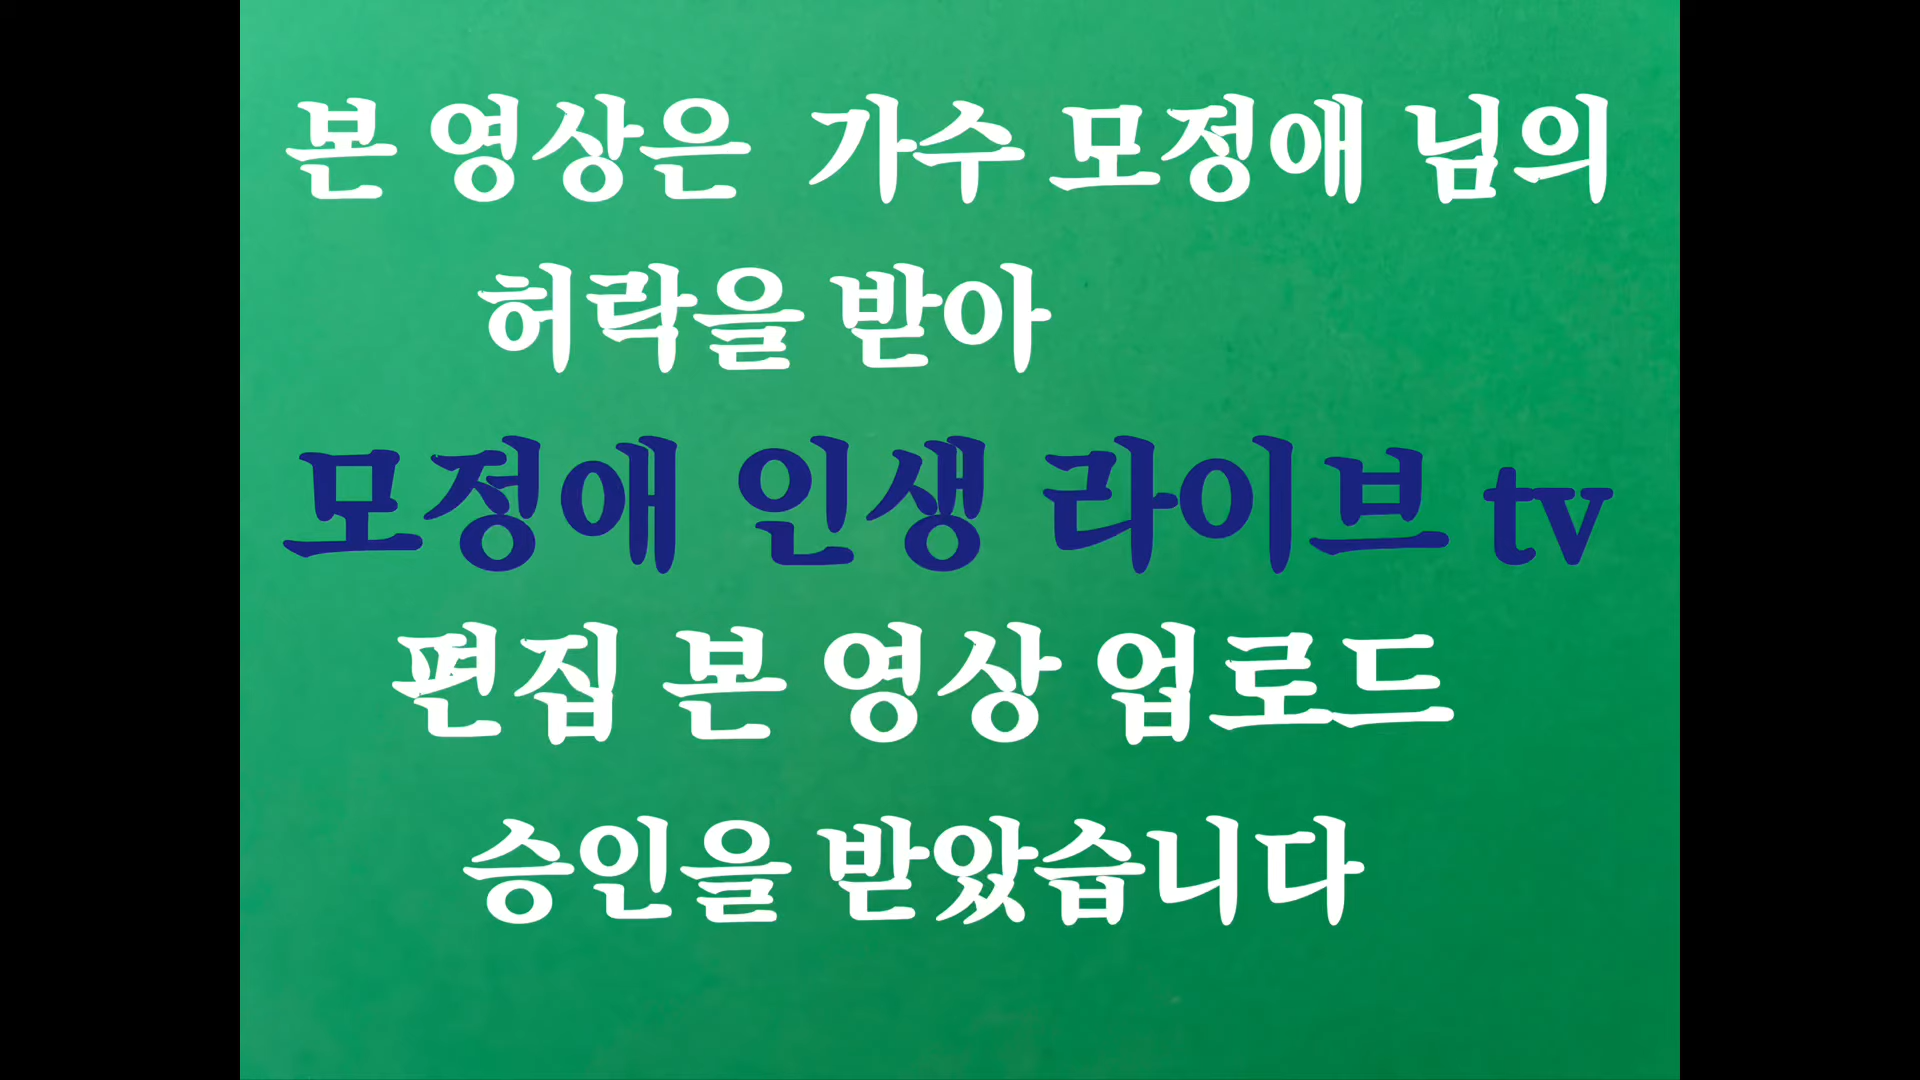 본 영상은 가수 모정애 님의
허락을 받아
모정애 인생 라이브 tv
편집 본 영상 업로드
승인을 받았습니다